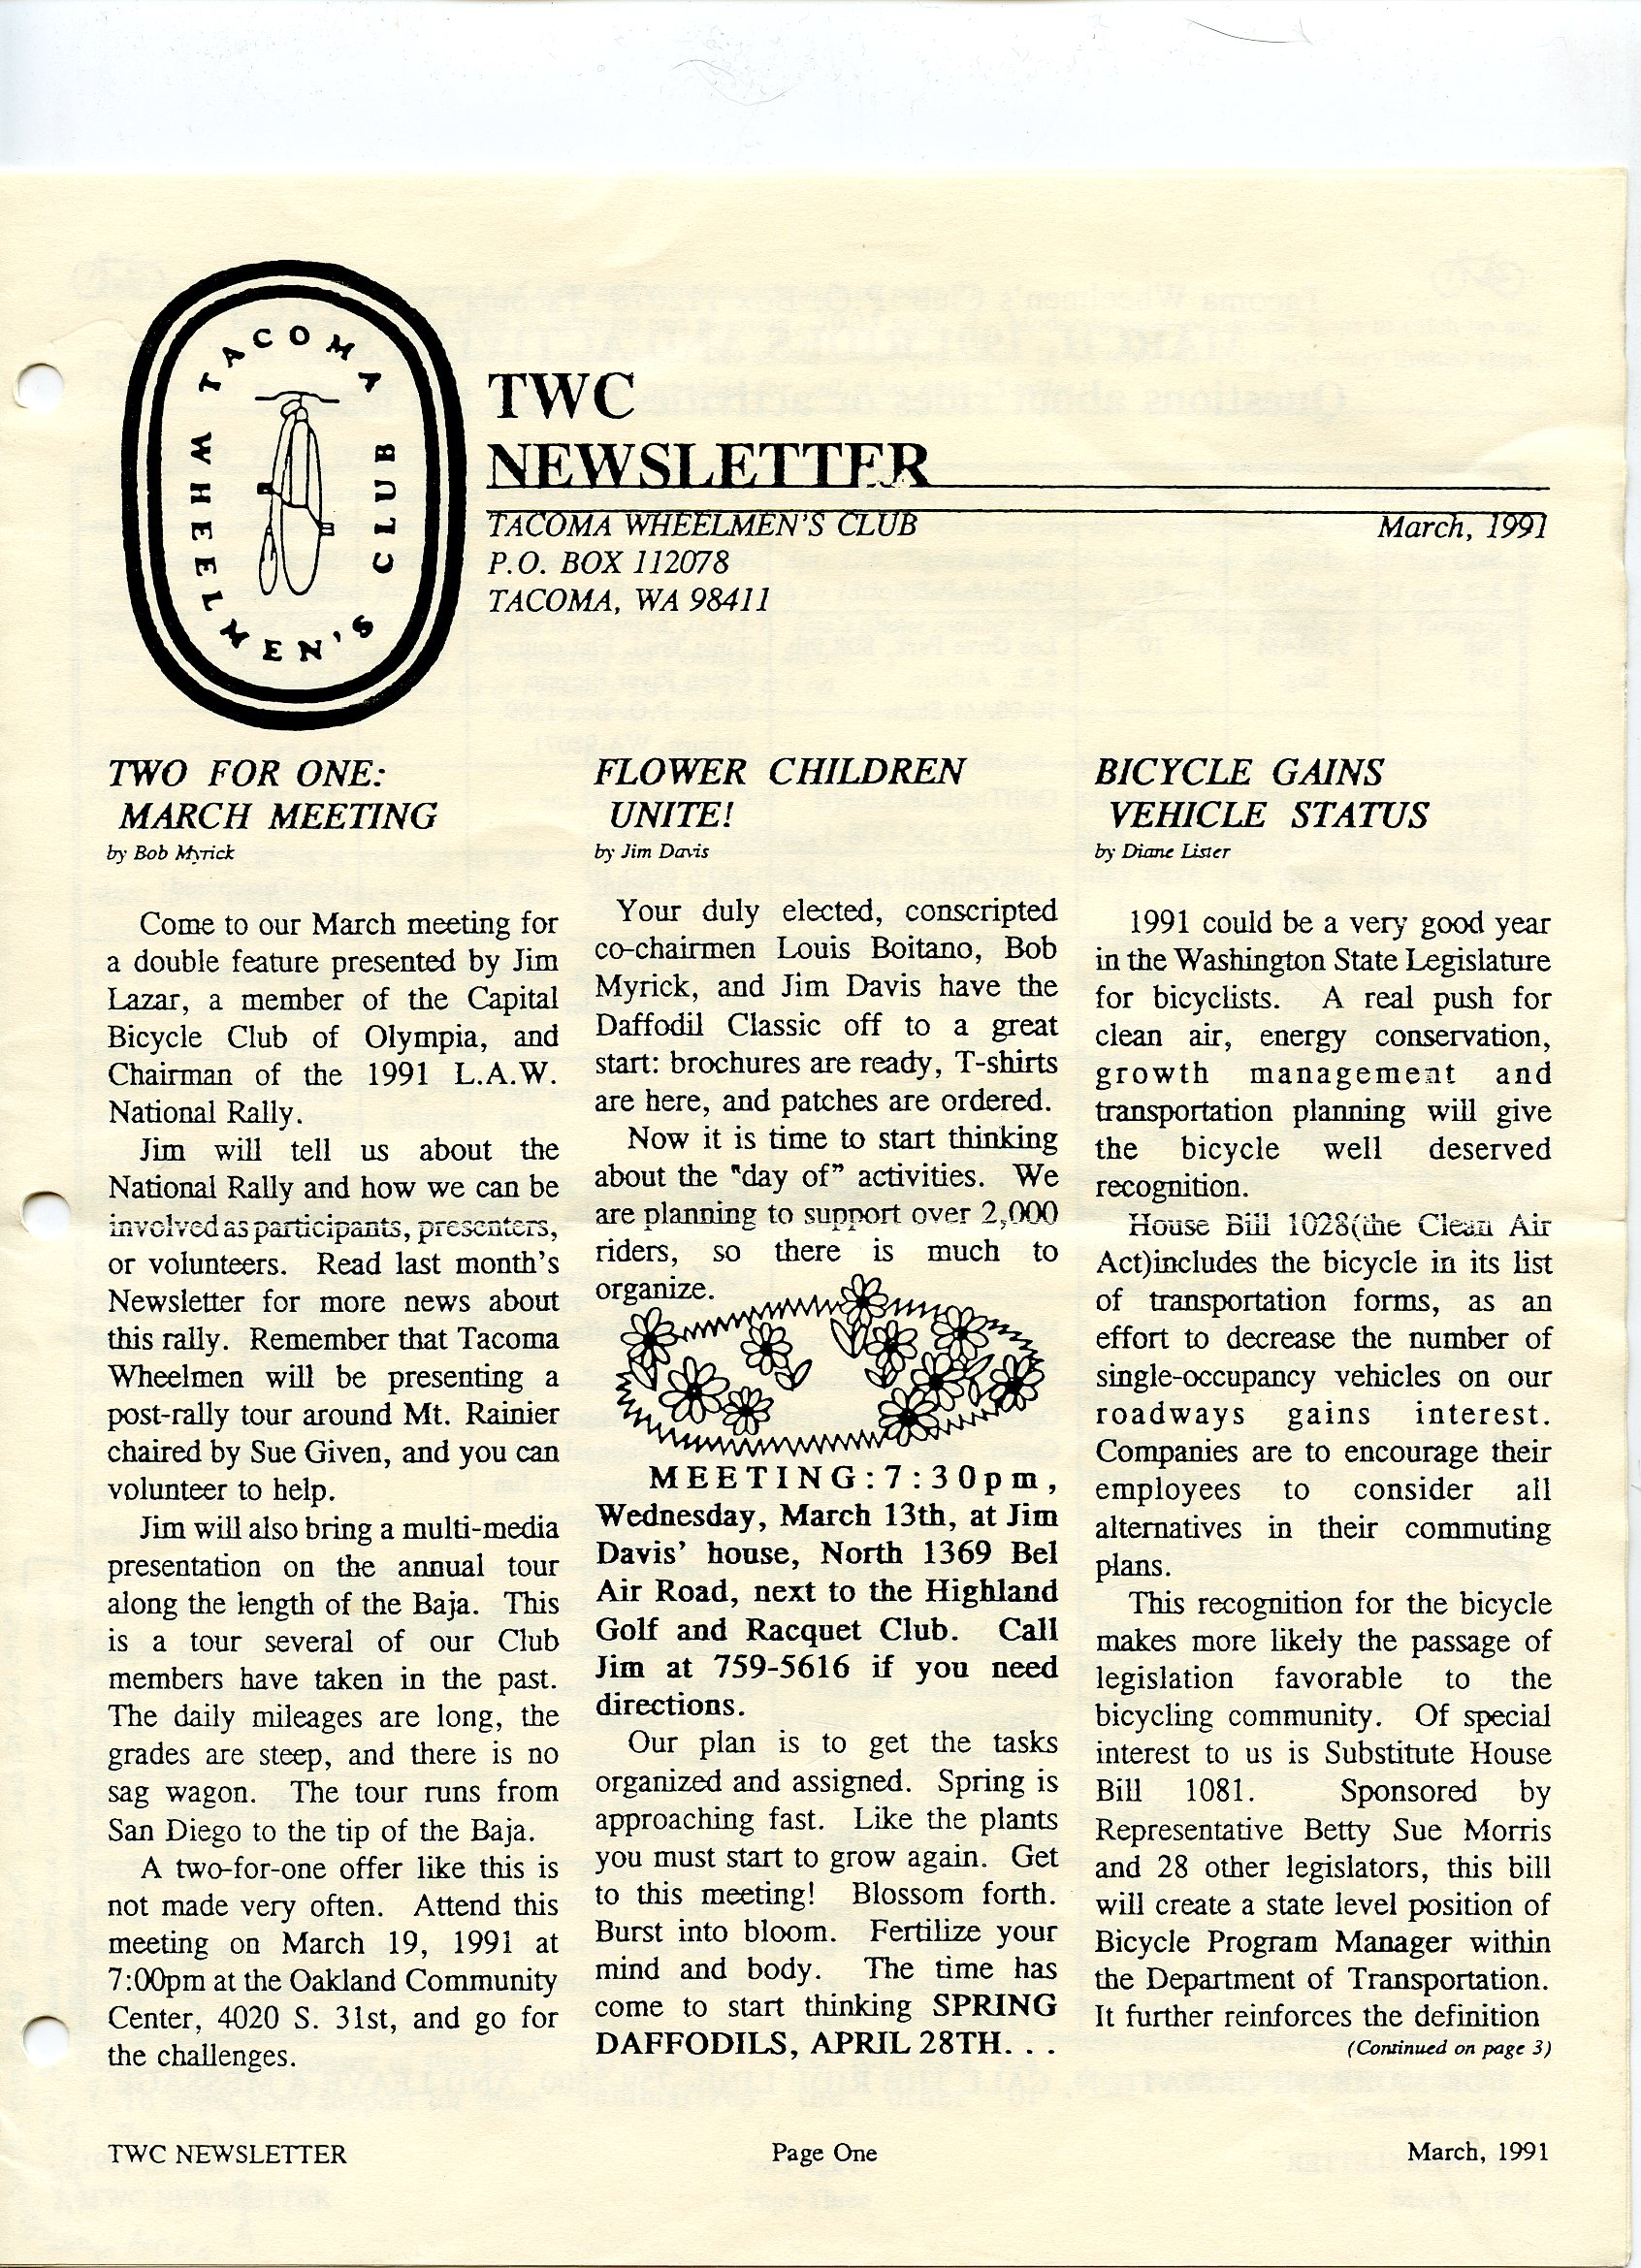 TACOMA
WHEELMEN'S
CLUB
TWC
NEWSLETTER
TACOMA WHEELMEN'S CLUB
March, 1991
P.O. BOX 112078
TACOMA, WA 98411
TWO FOR ONE:
MARCH MEETING
by Bob Myrick
Come to our March meeting for
a double feature presented by Jim
Lazar, a member of the Capital
Bicycle Club of Olympia, and
Chairman of the 1991 L.A.W.
National Rally.
Jim will tell us about the
National Rally and how we can be
involved as participants, presenters,
or volunteers. Read last month's
Newsletter for more news about
this rally. Remember that Tacoma
Wheelmen will be presenting a
post-rally tour around Mt. Rainier
chaired by Sue Given, and you can
volunteer to help.
Jim will also bring a multi-media
presentation on the annual tour
along the length of the Baja. This
is a tour several of our Club
members have taken in the past.
The daily mileages are long, the
grades are steep, and there is no
sag wagon. The tour runs from
San Diego to the tip of the Baja.
A two-for-one offer like this is
not made very often. Attend this
meeting on March 19, 1991 at
7:00pm at the Oakland Community
Center, 4020 S. 31st, and go for
the challenges.
FLOWER CHILDREN
UNITE!
by Jim Davis
Your duly elected, conscripted
co-chairmen Louis Boitano, Bob
Myrick, and Jim Davis have the
Daffodil Classic off to a great
start: brochures are ready, T-shirts
are here, and patches are ordered.
Now it is time to start thinking
about the "day of" activities. We
are planning to support over 2,000
riders, so there is much to
organize.
MEETING:7:30pm,
Wednesday, March 13th, at Jim
Davis' house, North 1369 Bel
Air Road, next to the Highland
Golf and Racquet Club. Call
Jim at 759-5616 if you need
directions.
Our plan is to get the tasks
organized and assigned. Spring is
approaching fast. Like the plants
you must start to grow again. Get
to this meeting! Blossom forth.
Burst into bloom. Fertilize your
mind and body. The time has
come to start thinking SPRING
DAFFODILS, APRIL 28TH. . .
BICYCLE GAINS
VEHICLE STATUS
by Diane Lister
1991 could be a very good year
in the Washington State Legislature
for bicyclists. A real push for
clean air, energy conservation,
growth management and
transportation planning will give
the bicycle well deserved
recognition.
House Bill 1028(the Clean Air
Act)includes the bicycle in its list
of transportation forms, as an
effort to decrease the number of
single-occupancy vehicles on our
roadways gains interest.
Companies are to encourage their
employees to consider all
alternatives in their commuting
plans.
This recognition for the bicycle
makes more likely the passage of
legislation favorable to the
bicycling community. Of special
interest to us is Substitute House
Bill 1081. Sponsored by
Representative Betty Sue Morris
and 28 other legislators, this bill
will create a state level position of
Bicycle Program Manager within
the Department of Transportation.
It further reinforces the definition
(Continued on page 3)
TWC NEWSLETTER
Page One
March, 1991